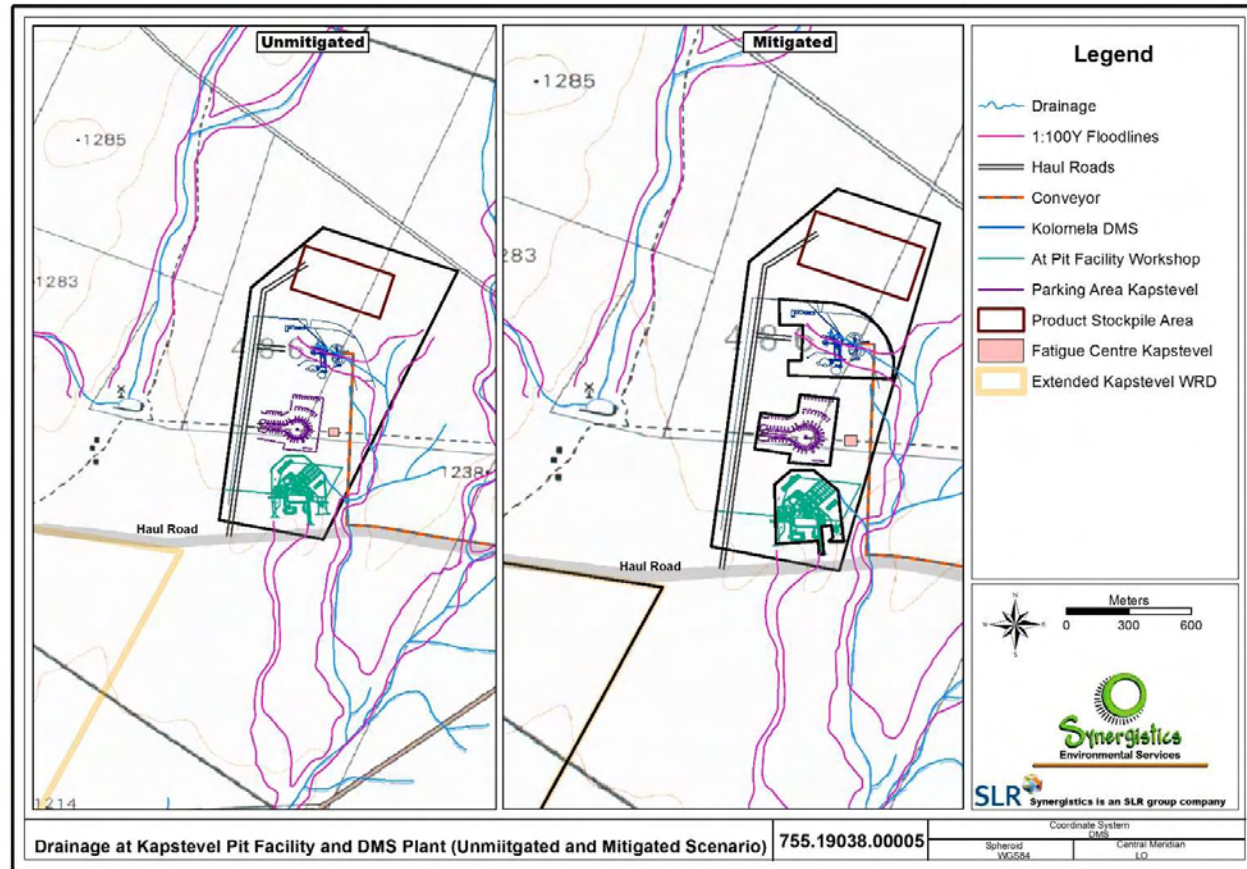 Unmitigated
1285
1285
1283
48
1238
Haul Road
1214
Mitigated
1285
283
48
Haul Road
Legend
Drainage
1:100Y Floodlines
Haul Roads
Conveyor
Kolomela DMS
At Pit Facility Workshop
Parking Area Kapstevel
Product Stockpile Area
Fatigue Centre Kapstevel
Extended Kapstevel WRD
N
W
E
S
Meters
0 300 600
Synergistics
Environmental Services
SLR Synergistics is an SLR group company
Drainage at Kapstevel Pit Facility and DMS Plant (Unmiitgated and Mitigated Scenario)
755.19038.00005
Coordinate System
DMS
Spheroid
WGS84
Central Meridian
LO